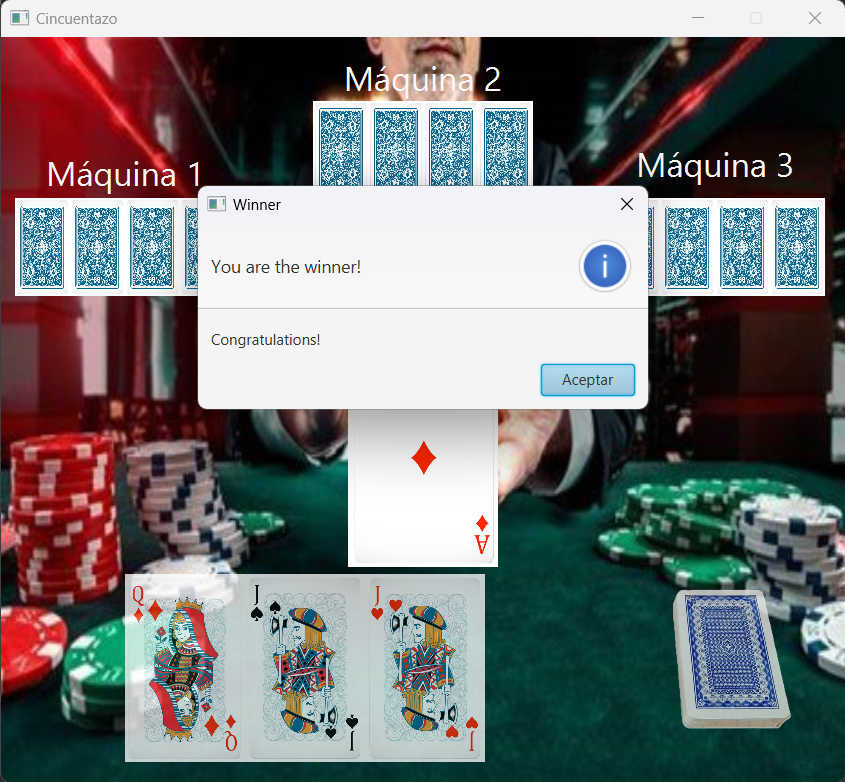 Cincuentazo
Máquina 2
Máquina 1
Máquina 3
Winner
You are the winner!
i
Congratulations!
Aceptar
A
Q
J
J
Q
J
J